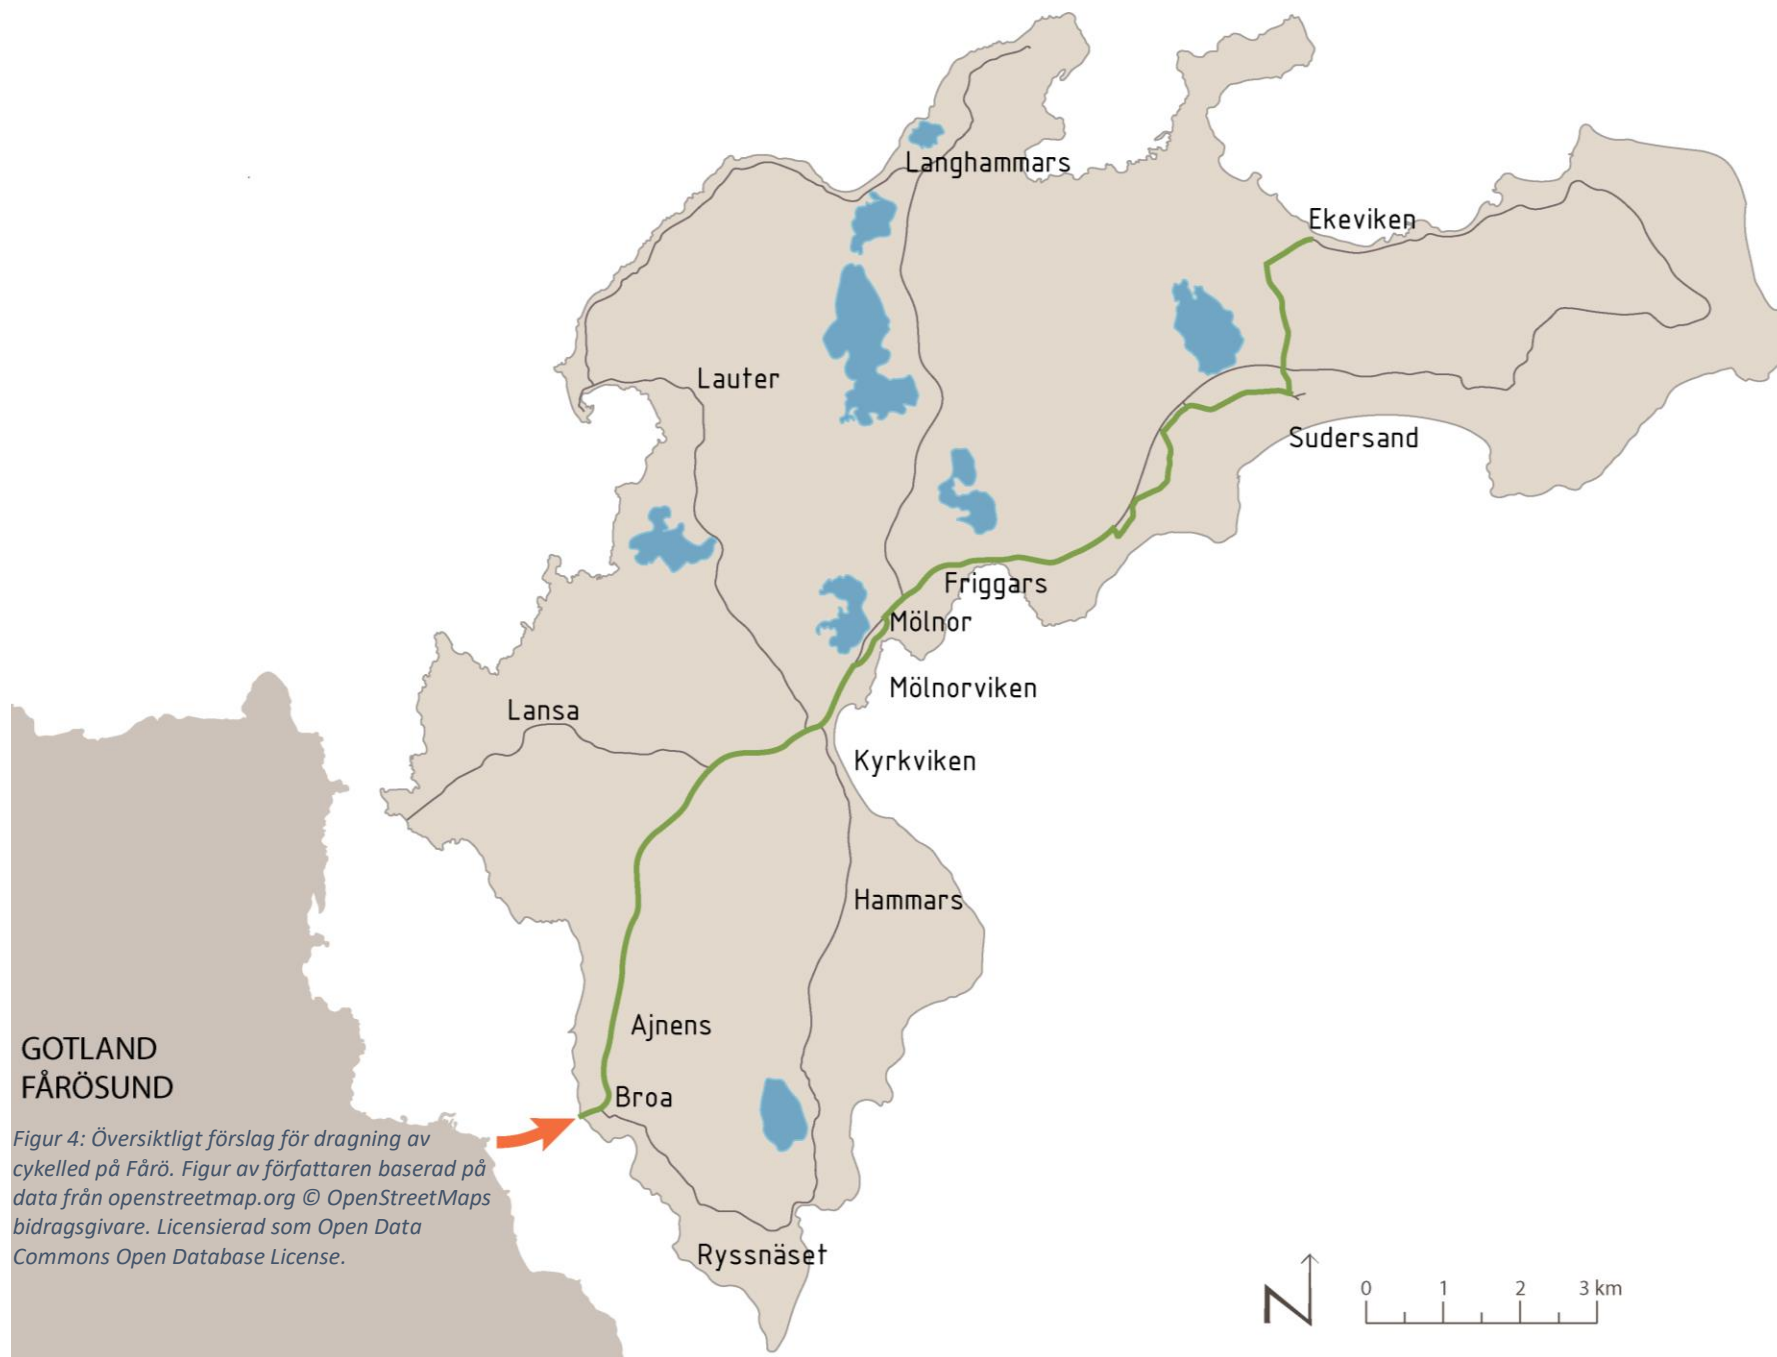 Langhammars
Ekeviken
Lauter
Sudersand
Friggars
Mölnor
Mölnorviken
Lansa
Kyrkviken
Hammars
Ajnens
GOTLAND
FÅRÖSUND
Broa
Figur 4: Översiktligt förslag för dragning av
cykelled på Fårö. Figur av författaren baserad på
data från openstreetmap.org © OpenStreetMaps
bidragsgivare. Licensierad som Open Data
Commons Open Database License.
Ryssnäset
N
0 1 2 3 km